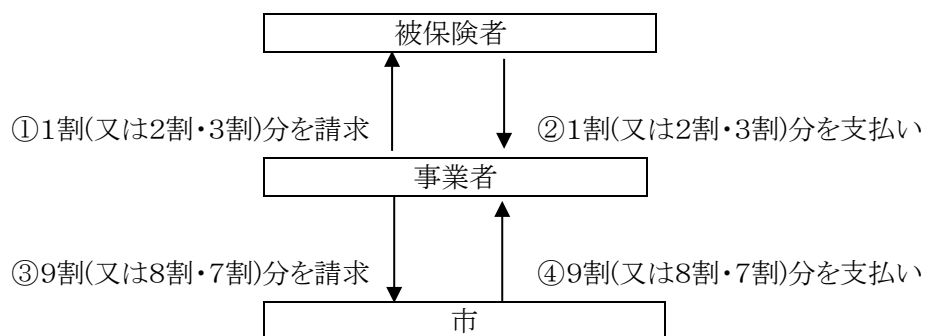 被保険者
①1割(又は2割・3割)分を請求
②1割(又は2割・3割)分を支払い
事業者
③9割(又は8割・7割)分を請求
④9割(又は8割・7割)分を支払い
市